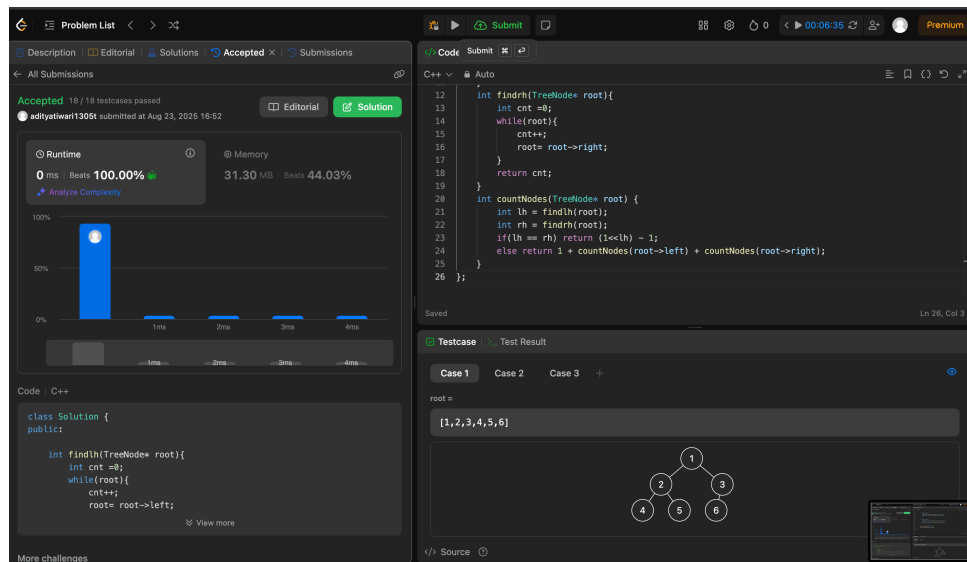 Problem List
Submit
0
00:06:35
Premium
Description | Editorial | Solutions | Accepted × | Submissions
All Submissions
Accepted 18 / 18 testcases passed
adityatiwari1305t submitted at Aug 23, 2025 16:52
Editorial
Solution
Runtime
0 ms | Beats 100.00%
Analyze Complexity
Memory
31.30 MB | Beats 44.03%
100%
50%
0%
1ms 2ms 3ms 4ms
1ms 2ms 3ms 4ms
Code | C++
class Solution {
public:
int findlh(TreeNode* root){
int cnt =0;
while(root){
cnt++;
root= root->left;
View more
More challenges
</> Code
Submit ⌘ ↵
C++ Auto
12 int findrh(TreeNode* root){
13 int cnt =0;
14 while(root){
15 cnt++;
16 root= root->right;
17 }
18 return cnt;
19 }
20 int countNodes(TreeNode* root) {
21 int lh = findlh(root);
22 int rh = findrh(root);
23 if(lh == rh) return (1<<lh) - 1;
24 else return 1 + countNodes(root->left) + countNodes(root->right);
25 }
26 };
Saved
Ln 26, Col 3
Testcase | >_ Test Result
Case 1 Case 2 Case 3 +
root =
[1,2,3,4,5,6]
1
2 3
4 5 6
</> Source